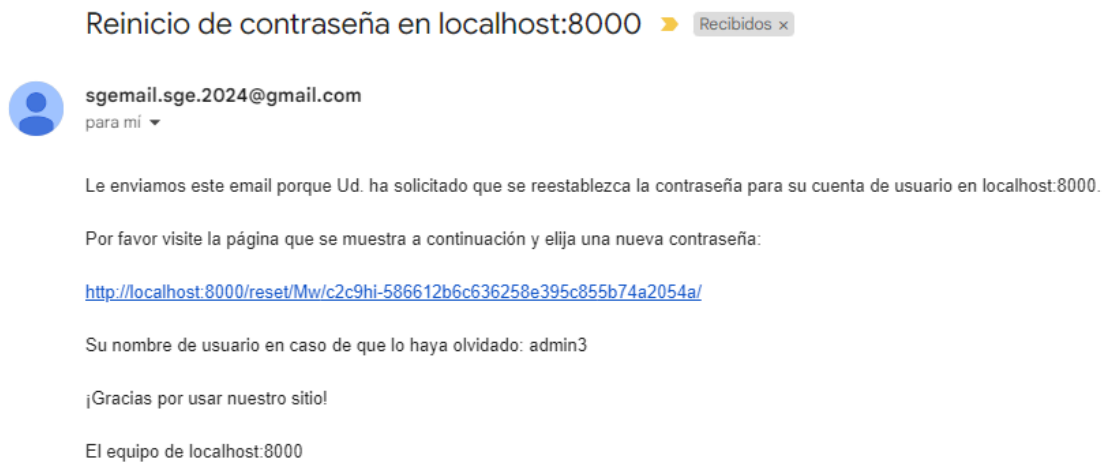 Reinicio de contraseña en localhost:8000 Recibidos ×
sgemail.sge.2024@gmail.com
para mí
Le enviamos este email porque Ud. ha solicitado que se reestablezca la contraseña para su cuenta de usuario en localhost:8000.
Por favor visite la página que se muestra a continuación y elija una nueva contraseña:
http://localhost:8000/reset/Mw/c2c9hi-586612b6c636258e395c855b74a2054a/
Su nombre de usuario en caso de que lo haya olvidado: admin3
¡Gracias por usar nuestro sitio!
El equipo de localhost:8000